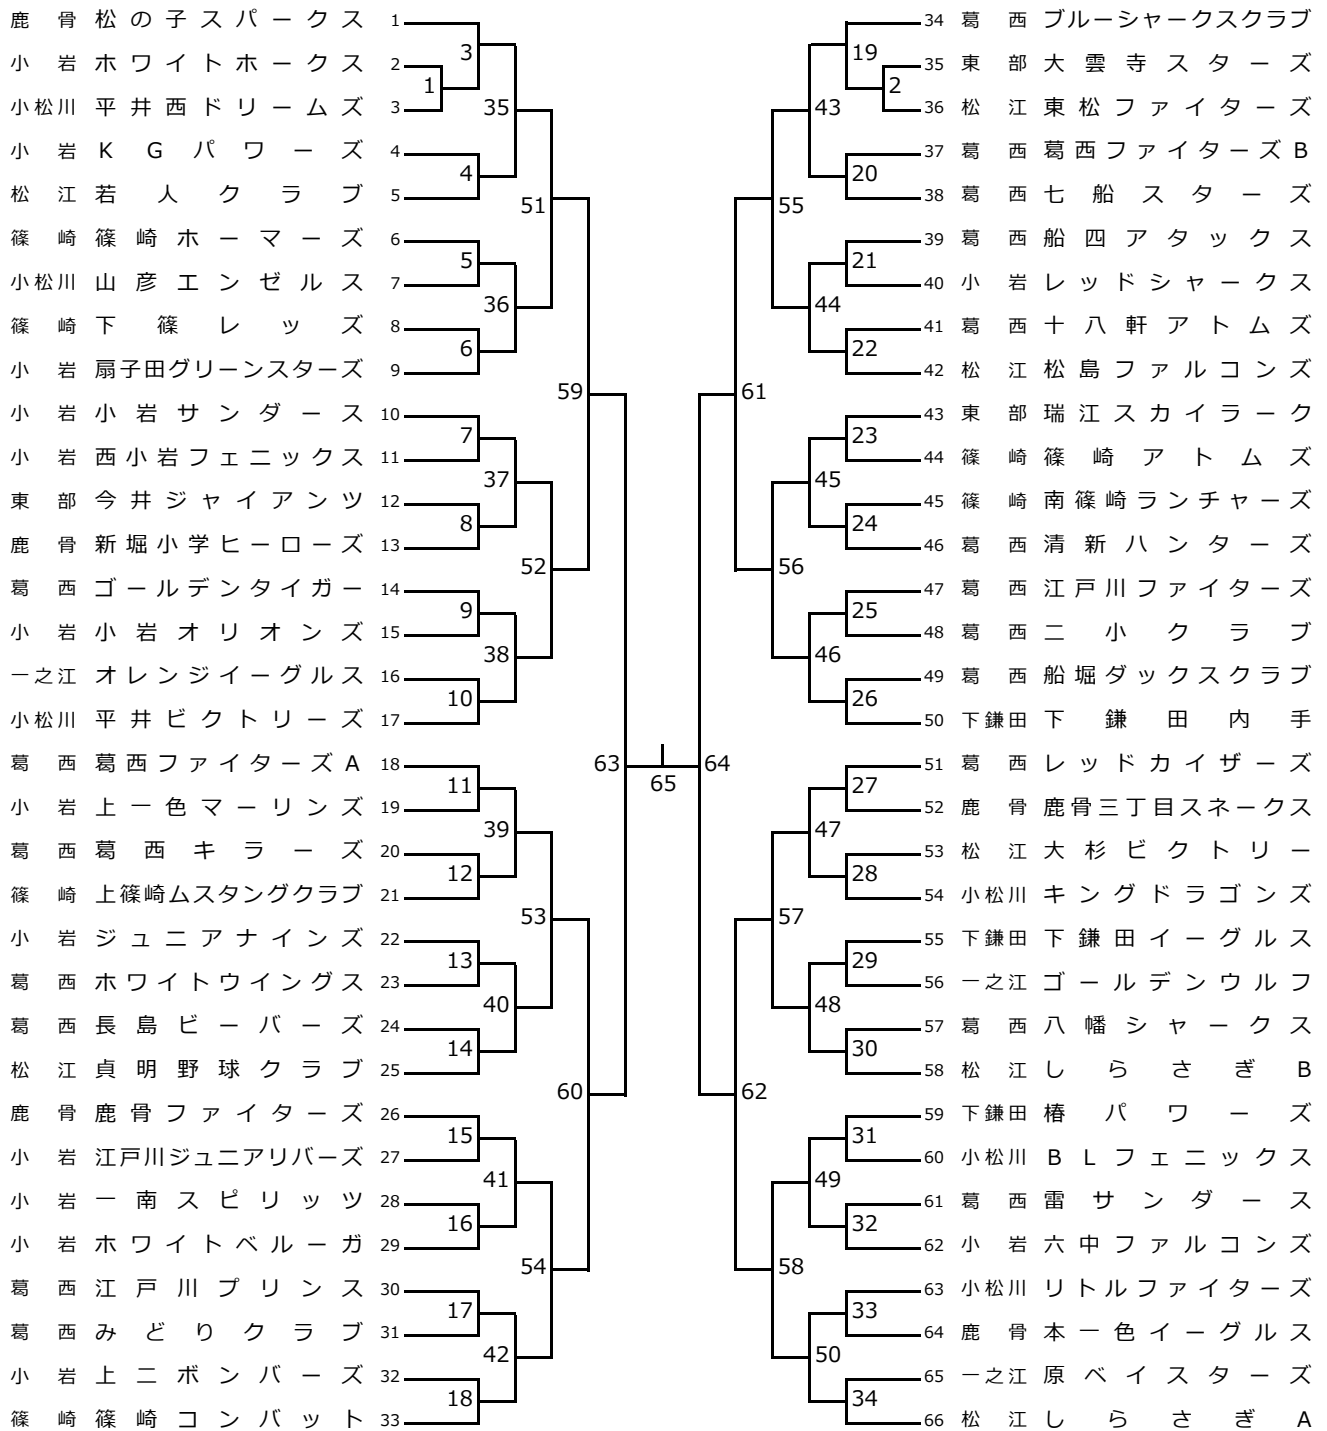 鹿骨 松の子スパークス 1
小岩 ホワイトホークス 2
小松川 平井西ドリームズ 3
小岩 KGパワーズ 4
松江 若人クラブ 5
篠崎 篠崎ホーマーズ 6
小松川 山彦エンゼルス 7
篠崎 下篠レッズ 8
小岩 扇子田グリーンスターズ 9
小岩 小岩サンダース 10
小岩 西小岩フェニックス 11
東部 今井ジャイアンツ 12
鹿骨 新堀小学ヒーローズ 13
葛西 ゴールデンタイガー 14
小岩 小岩オリオンズ 15
一之江 オレンジイーグルス 16
小松川 平井ビクトリーズ 17
葛西 葛西ファイターズA 18
小岩 上一色マーリンズ 19
葛西 葛西キラーズ 20
篠崎 上篠崎ムスタングクラブ 21
小岩 ジュニアナインズ 22
葛西 ホワイトウイングス 23
葛西 長島ビーバーズ 24
松江 貞明野球クラブ 25
鹿骨 鹿骨ファイターズ 26
小岩 江戸川ジュニアリバーズ 27
小岩 一南スピリッツ 28
小岩 ホワイトベルーガ 29
葛西 江戸川プリンス 30
葛西 みどりクラブ 31
小岩 上二ボンバーズ 32
篠崎 篠崎コンバット 33
1
3
4
5
6
7
8
9
10
11
12
13
14
15
16
17
18
35
36
37
38
39
40
41
42
51
52
53
54
59
60
63
65
64
61
62
55
56
57
58
43
44
45
46
47
48
49
50
19
2
20
21
22
23
24
25
26
27
28
29
30
31
32
33
34
34 葛西 ブルーシャークスクラブ
35 東部 大雲寺スターズ
36 松江 東松ファイターズ
37 葛西 葛西ファイターズB
38 葛西 七船スターズ
39 葛西 船四アタックス
40 小岩 レッドシャークス
41 葛西 十八軒アトムズ
42 松江 松島ファルコンズ
43 東部 瑞江スカイラーク
44 篠崎 篠崎アトムズ
45 篠崎 南篠崎ランチャーズ
46 葛西 清新ハンターズ
47 葛西 江戸川ファイターズ
48 葛西 二小クラブ
49 葛西 船堀ダックスクラブ
50 下鎌田 下鎌田内手
51 葛西 レッドカイザーズ
52 鹿骨 鹿骨三丁目スネークス
53 松江 大杉ビクトリー
54 小松川 キングドラゴンズ
55 下鎌田 下鎌田イーグルス
56 一之江 ゴールデンウルフ
57 葛西 八幡シャークス
58 松江 しらさぎB
59 下鎌田 椿パワーズ
60 小松川 BLフェニックス
61 葛西 雷サンダース
62 小岩 六中ファルコンズ
63 小松川 リトルファイターズ
64 鹿骨 本一色イーグルス
65 一之江 原ベイスターズ
66 松江 しらさぎA